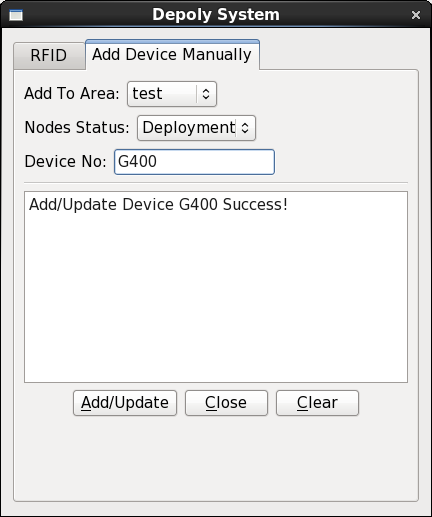 Depoly System
RFID
Add Device Manually
Add To Area: test
Nodes Status: Deployment
Device No: G400
Add/Update Device G400 Success!
Add/Update Close Clear